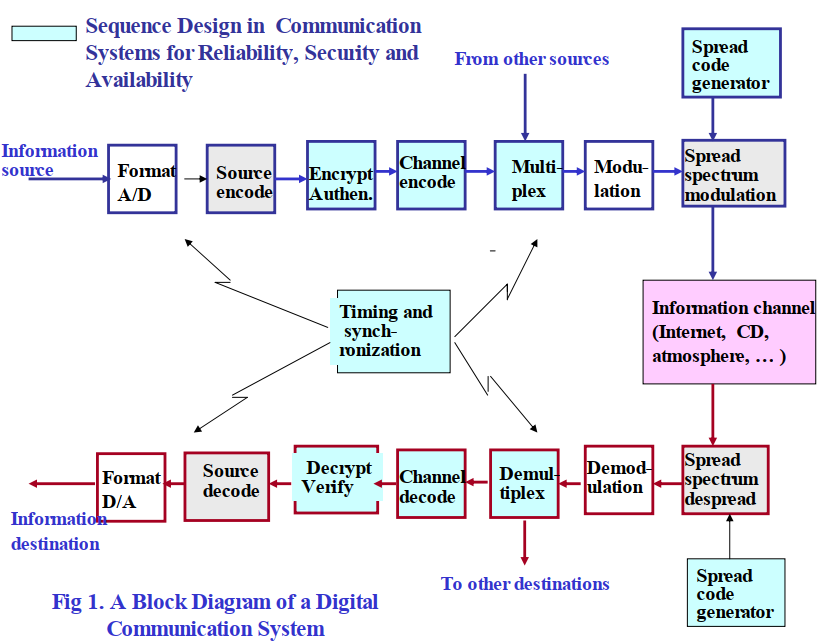 Sequence Design in Communication
Systems for Reliability, Security and
Availability
From other sources
Spread
code
generator
Information
source
Format
A/D
Source
encode
Encrypt
Authen.
Channel
encode
Multi-
plex
Modu-
lation
Spread
spectrum
modulation
Timing and
synch-
ronization
Information channel
(Internet, CD,
atmosphere, … )
Format
D/A
Source
decode
Decrypt
Verify
Channel
decode
Demul-
tiplex
Demod-
ulation
Spread
spectrum
despread
Information
destination
To other destinations
Spread
code
generator
Fig 1. A Block Diagram of a Digital
Communication System